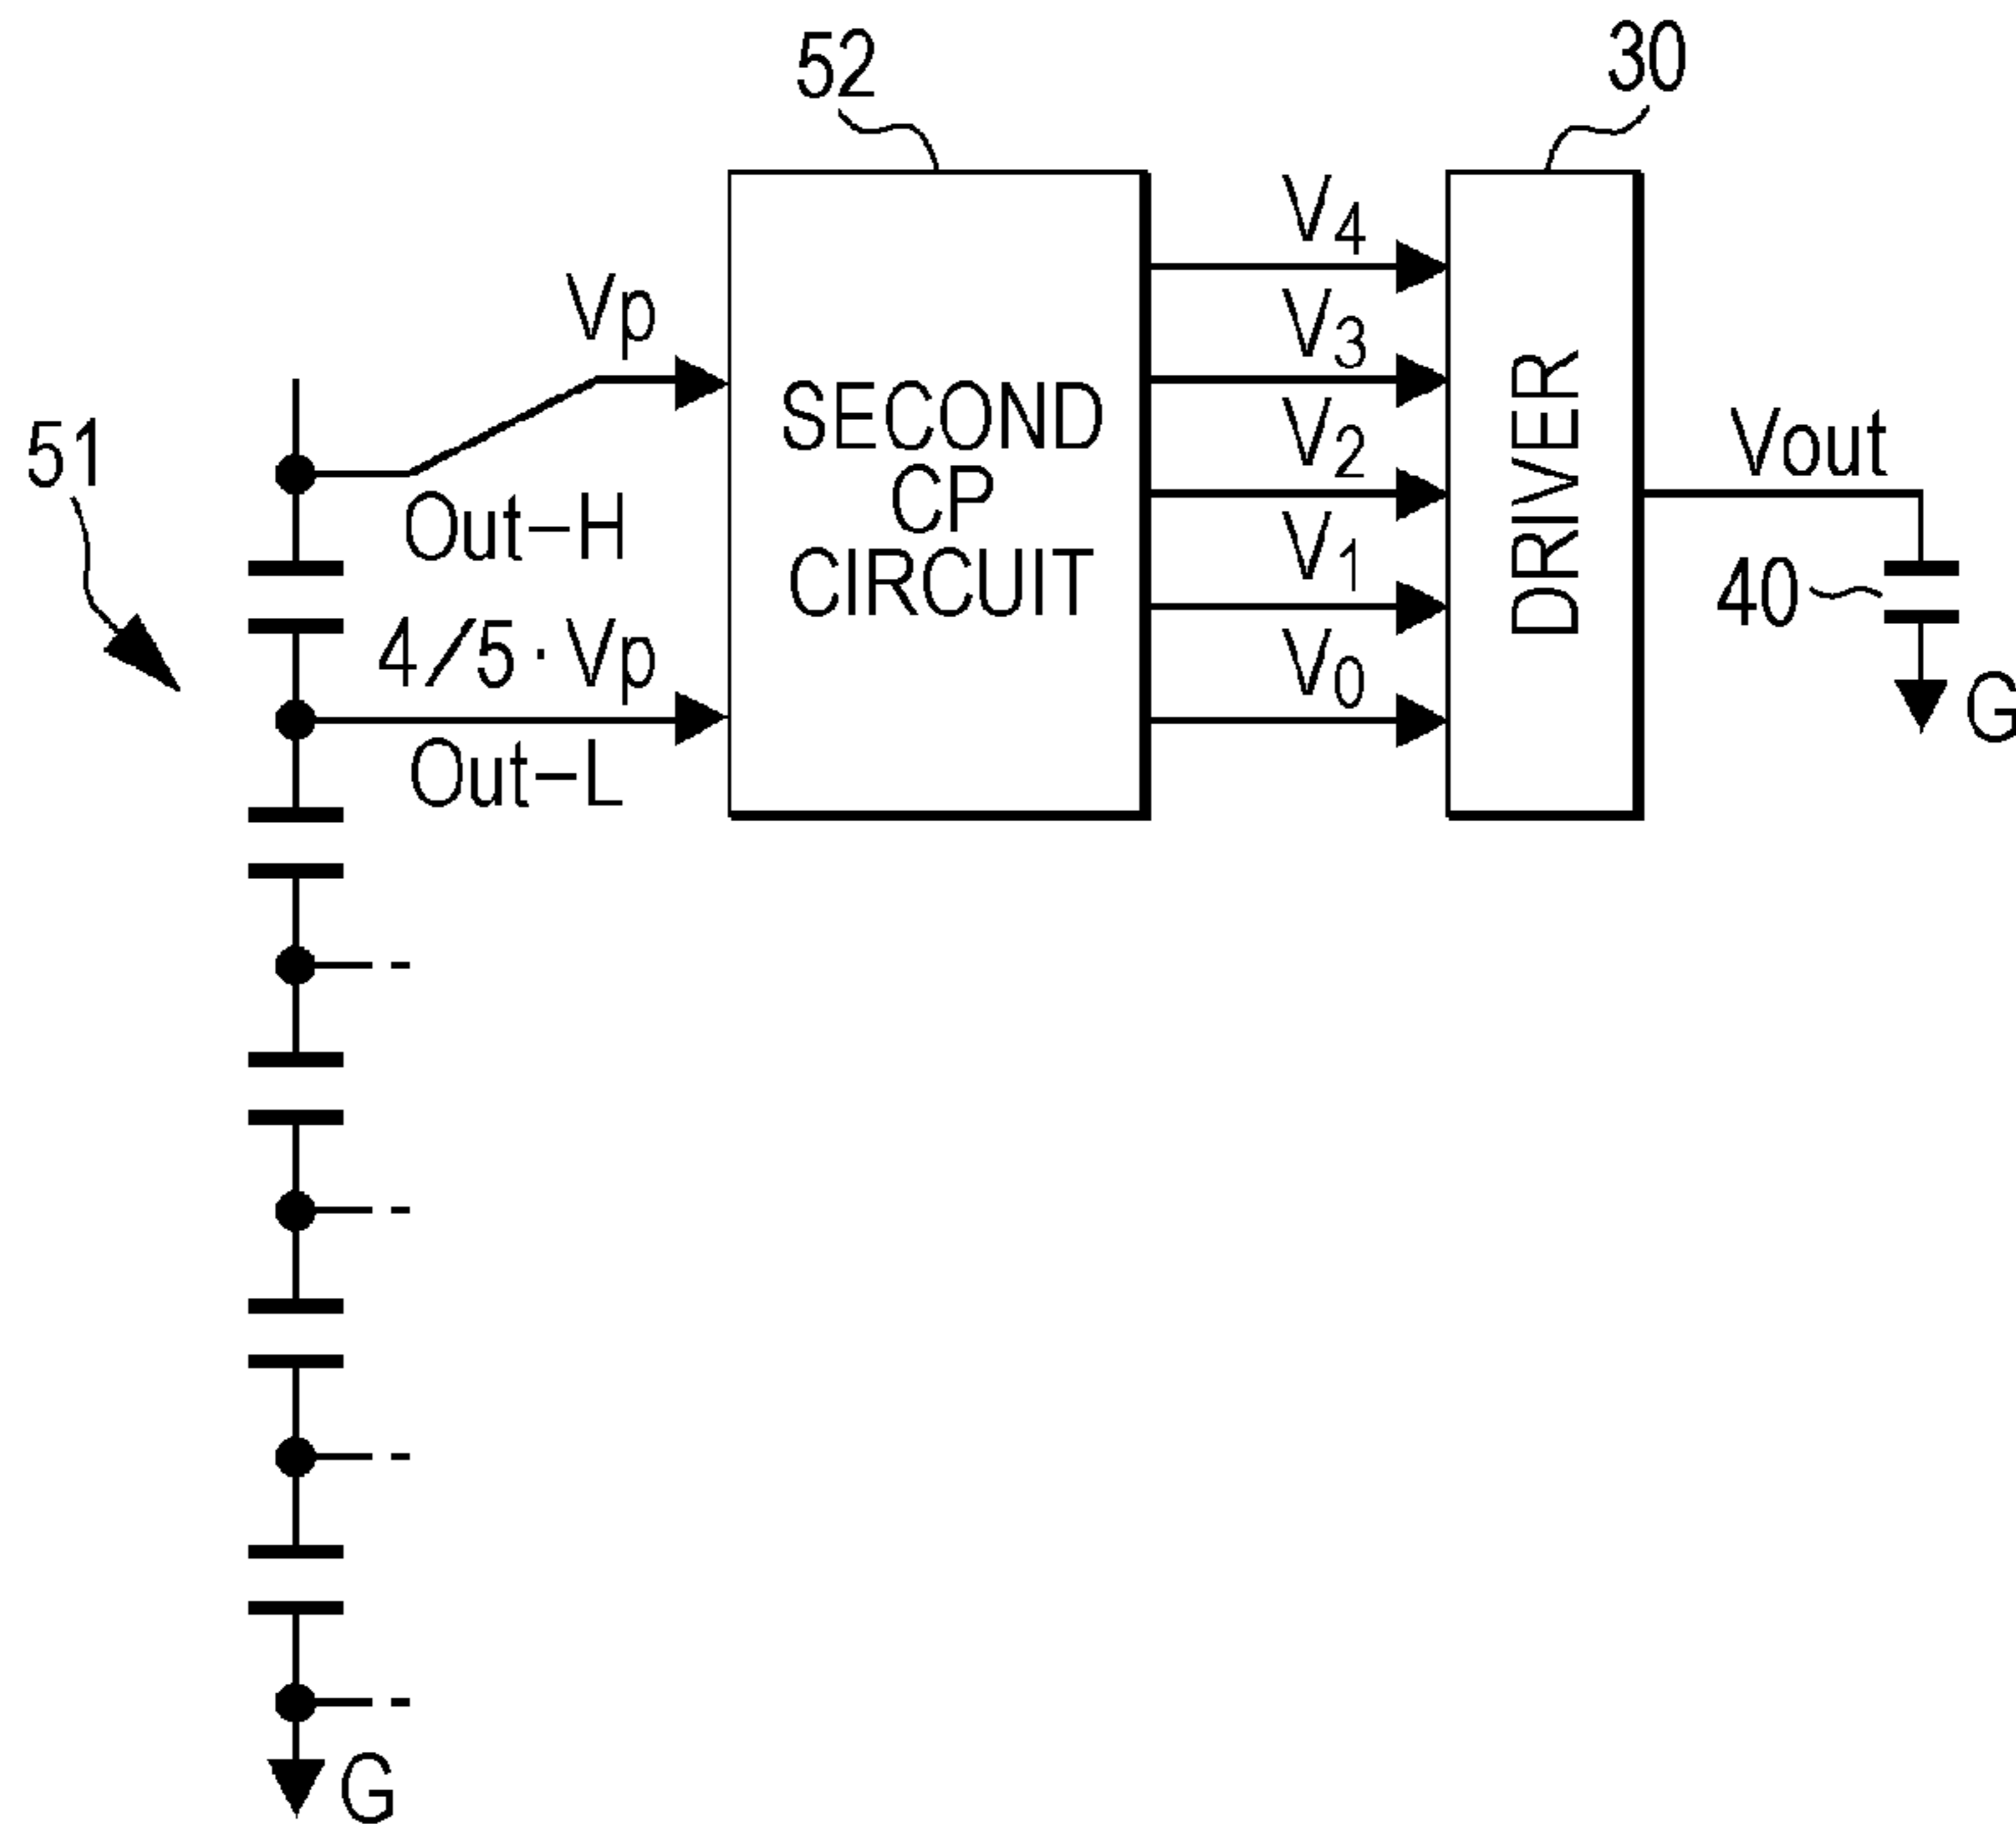 52
30
V4
Vp
V3
SECOND
CP
CIRCUIT
V2
DRIVER
Vout
51
Out-H
V1
40
4/5·Vp
V0
G
Out-L
G